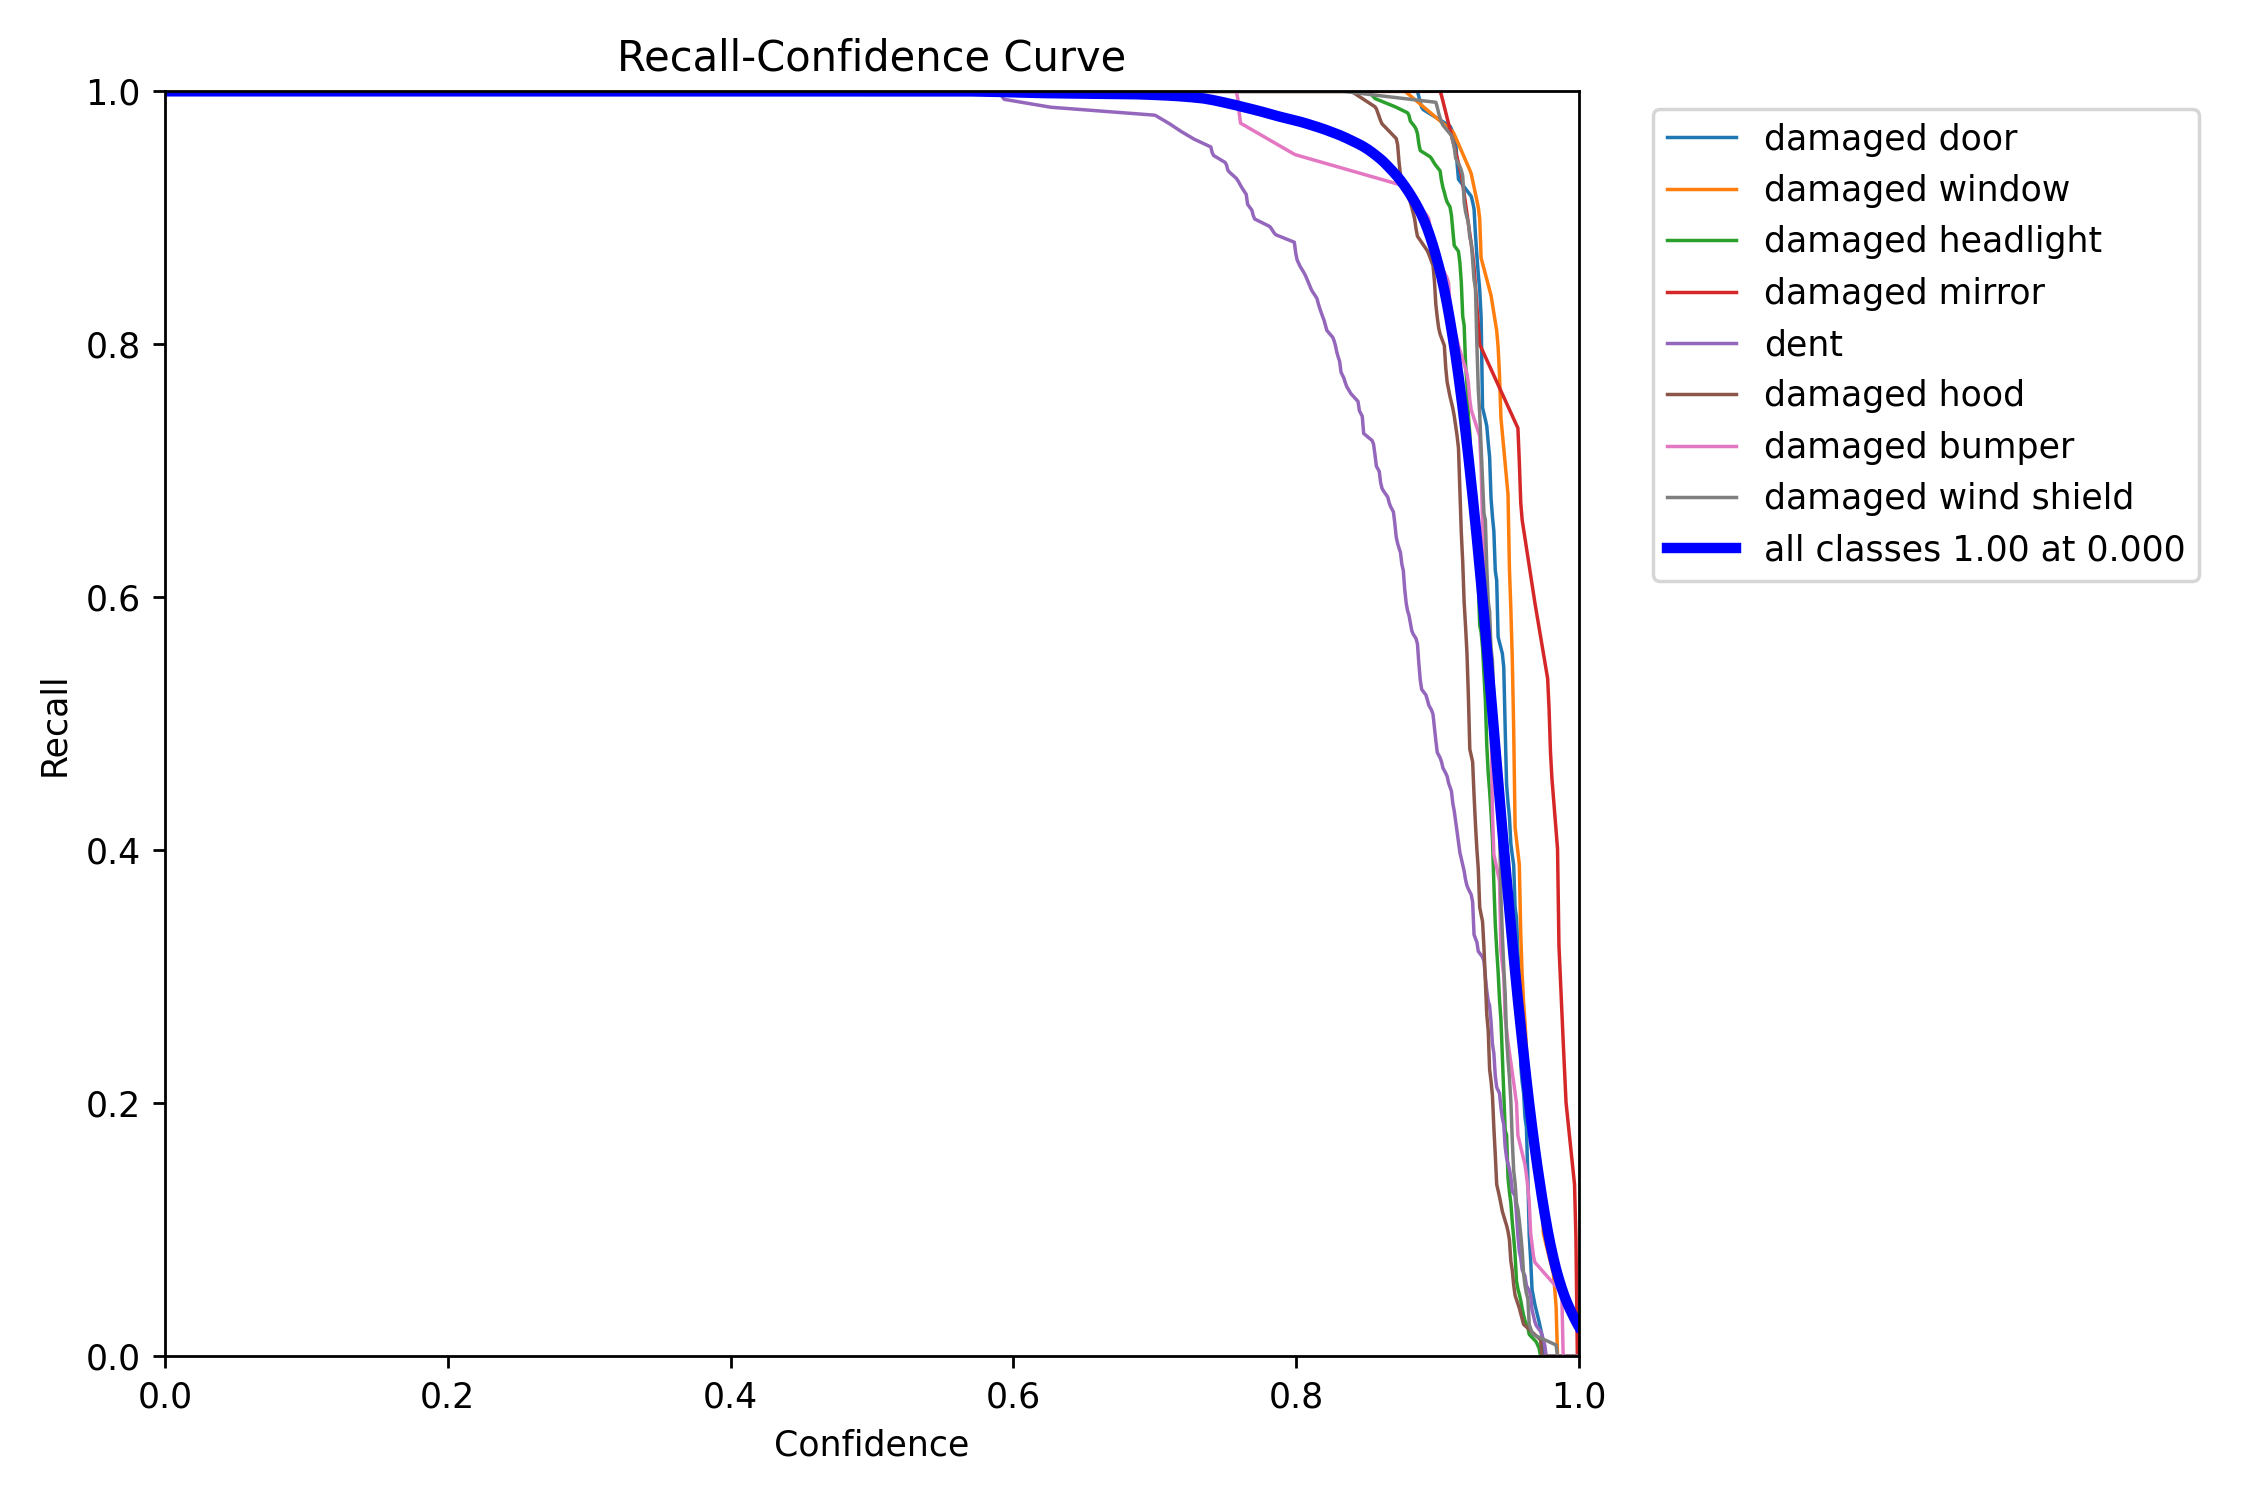 Recall-Confidence Curve
1.0
0.8
0.6
0.4
0.2
0.0
Recall
0.0 0.2 0.4 0.6 0.8 1.0
Confidence
damaged door
damaged window
damaged headlight
damaged mirror
dent
damaged hood
damaged bumper
damaged wind shield
all classes 1.00 at 0.000